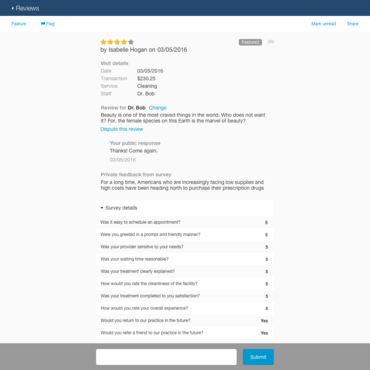 Reviews
Feature Flag Mark unread Share
Featured
by Isabelle Hogan on 03/05/2016
Visit details
Date 03/05/2016
Transaction $230.25
Service Cleaning
Staff Dr. Bob
Review for Dr. Bob Change
Beauty is one of the most craved things in the world. Who does not want
it? For, the female species on this Earth is the marvel of beauty?
Dispute this review
Your public response
Thanks! Come again.
03/05/2016
Private feedback from survey
For a long time, Americans who are increasingly facing low supplies and
high costs have been heading north to purchase their prescription drugs
Survey details
Was it easy to schedule an appointment? 5
Were you greeted in a prompt and friendly manner? 5
Was your provider sensitive to your needs? 5
Was your waiting time reasonable? 5
Was your treatment clearly explained? 5
How would you rate the cleanliness of the facility? 5
Was your treatment completed to you satisfaction? 5
How would you rate your overall experience? 5
Would you return to our practice in the future? Yes
Would you refer a friend to our practice in the future? Yes
Submit